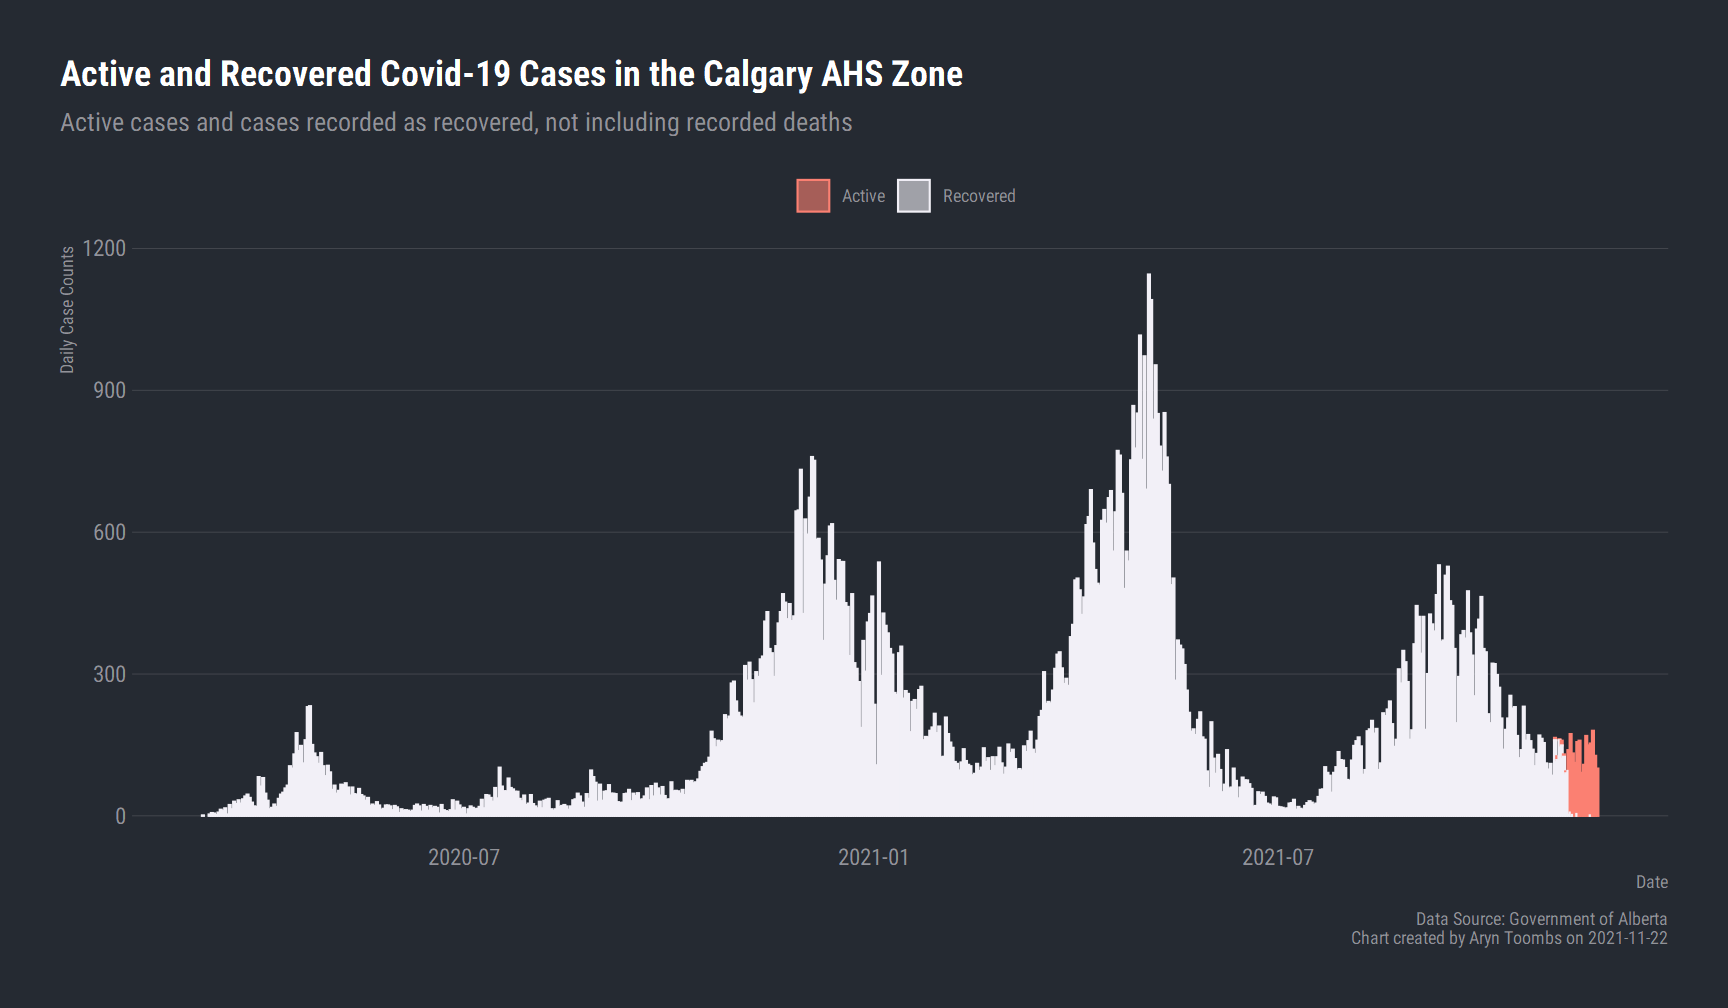 Active and Recovered Covid-19 Cases in the Calgary AHS Zone
Active cases and cases recorded as recovered, not including recorded deaths
Active
Recovered
Daily Case Counts
1200
900
600
300
0
2020-07
2021-01
2021-07
Date
Data Source: Government of Alberta
Chart created by Aryn Toombs on 2021-11-22